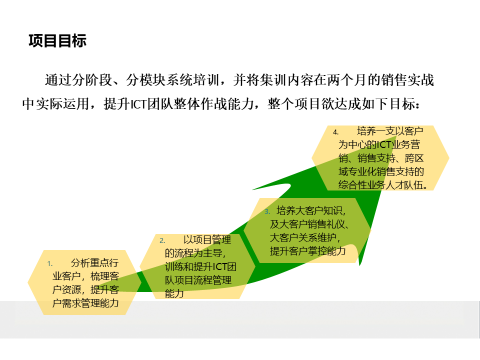 项目目标
通过分阶段、分模块系统培训，并将集训内容在两个月的销售实战
中实际运用，提升ICT团队整体作战能力，整个项目欲达成如下目标：
4. 培养一支以客户
为中心的ICT业务营
销、销售支持、跨区
域专业化销售支持的
综合性业务人才队伍。
3. 培养大客户知识，
及大客户销售礼仪、
大客户关系维护，
提升客户掌控能力
2. 以项目管理
的流程为主导，
训练和提升ICT团
队项目流程管理
能力
1. 分析重点行
业客户，梳理客
户资源，提升客
户需求管理能力